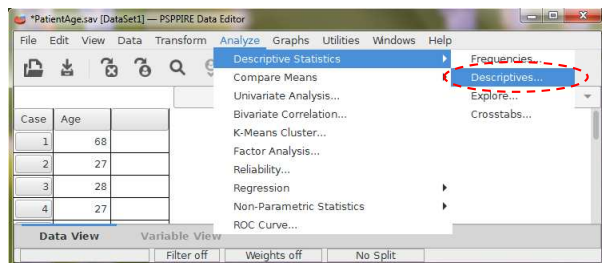 *PatientAge.sav [DataSet1] — PSPPIRE Data Editor
File Edit View Data Transform Analyze Graphs Utilities Windows Help
Descriptive Statistics
Compare Means
Univariate Analysis...
Bivariate Correlation...
K-Means Cluster...
Factor Analysis...
Reliability...
Regression
Non-Parametric Statistics
ROC Curve...
Frequencies...
Descriptives...
Explore...
Crosstabs...
Case Age
1 68
2 27
3 28
4 27
Data View Variable View
Filter off Weights off No Split